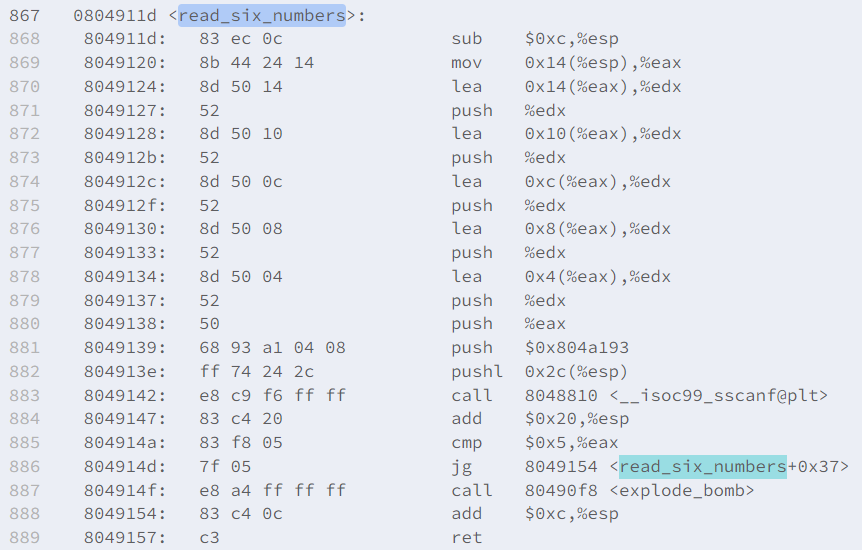 867 0804911d <read_six_numbers>:
868 804911d: 83 ec 0c sub $0xc,%esp
869 8049120: 8b 44 24 14 mov 0x14(%esp),%eax
870 8049124: 8d 50 14 lea 0x14(%eax),%edx
871 8049127: 52 push %edx
872 8049128: 8d 50 10 lea 0x10(%eax),%edx
873 804912b: 52 push %edx
874 804912c: 8d 50 0c lea 0xc(%eax),%edx
875 804912f: 52 push %edx
876 8049130: 8d 50 08 lea 0x8(%eax),%edx
877 8049133: 52 push %edx
878 8049134: 8d 50 04 lea 0x4(%eax),%edx
879 8049137: 52 push %edx
880 8049138: 50 push %eax
881 8049139: 68 93 a1 04 08 push $0x804a193
882 804913e: ff 74 24 2c pushl 0x2c(%esp)
883 8049142: e8 c9 f6 ff ff call 8048810 <__isoc99_sscanf@plt>
884 8049147: 83 c4 20 add $0x20,%esp
885 804914a: 83 f8 05 cmp $0x5,%eax
886 804914d: 7f 05 jg 8049154 <read_six_numbers+0x37>
887 804914f: e8 a4 ff ff ff call 80490f8 <explode_bomb>
888 8049154: 83 c4 0c add $0xc,%esp
889 8049157: c3 ret